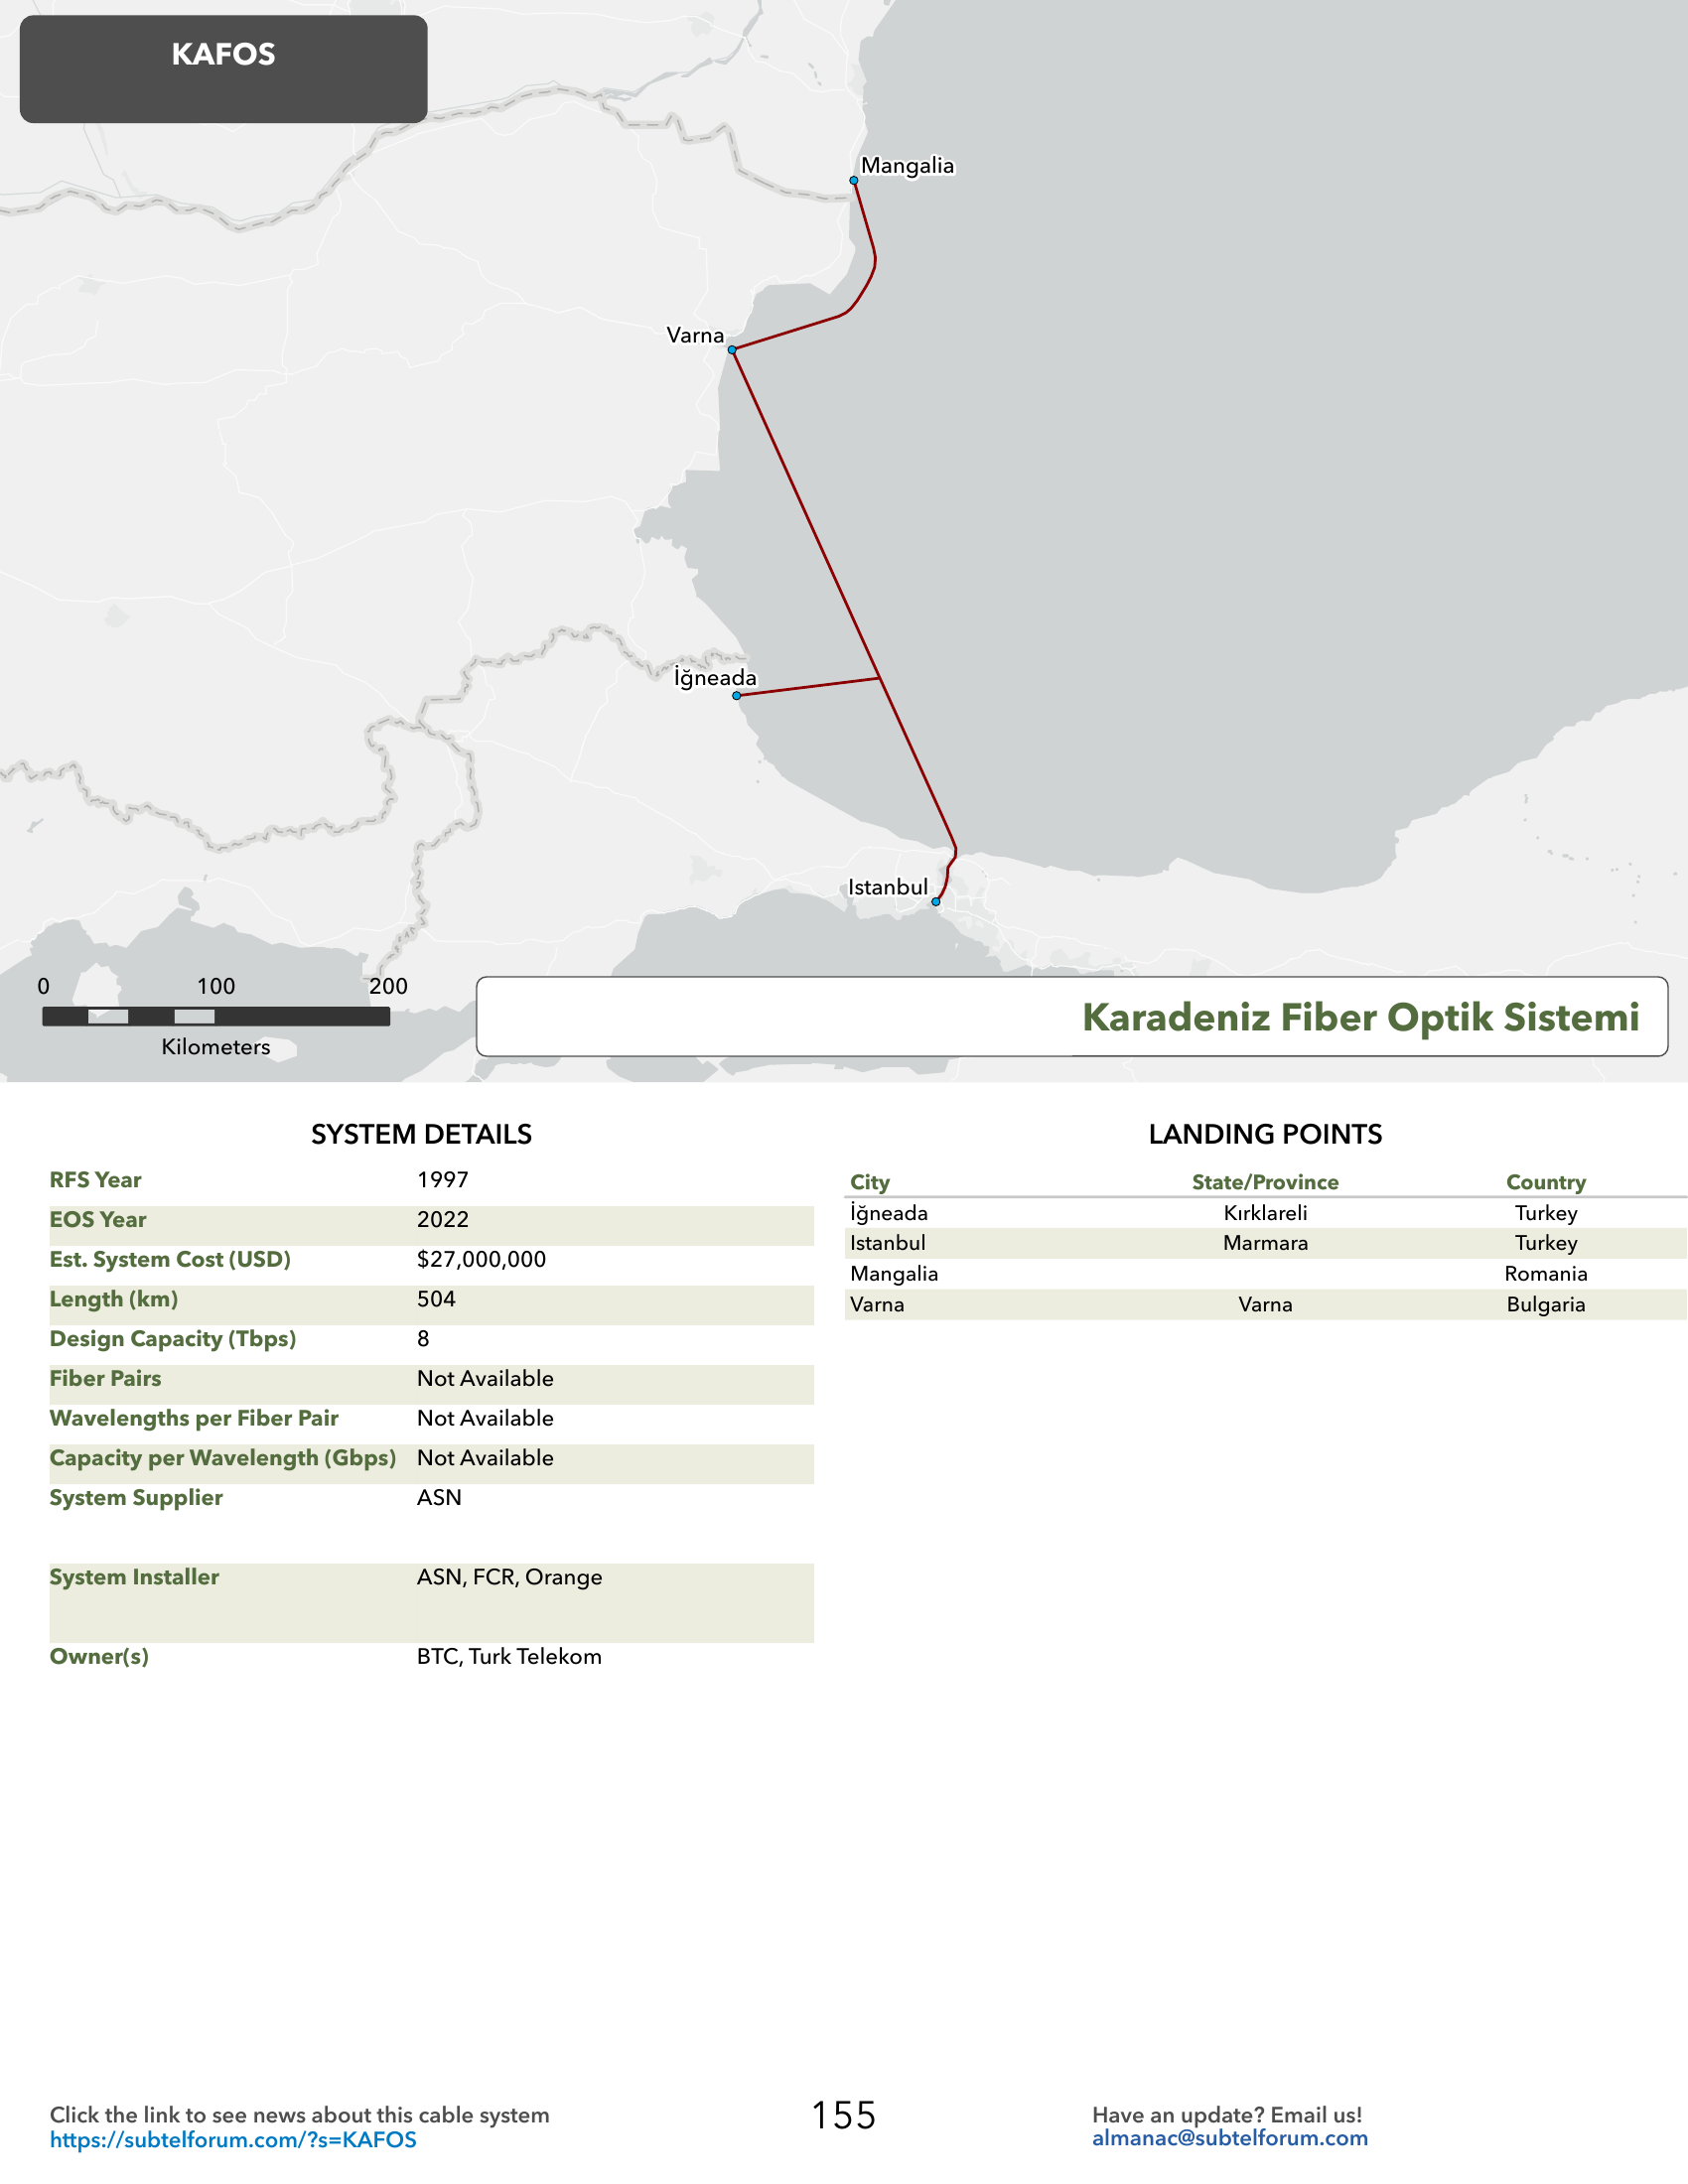 KAFOS
Mangalia
Varna
İğneada
Istanbul
0 100 200
Kilometers
Karadeniz Fiber Optik Sistemi
SYSTEM DETAILS
RFS Year 1997
EOS Year 2022
Est. System Cost (USD) $27,000,000
Length (km) 504
Design Capacity (Tbps) 8
Fiber Pairs Not Available
Wavelengths per Fiber Pair Not Available
Capacity per Wavelength (Gbps) Not Available
System Supplier ASN
System Installer ASN, FCR, Orange
Owner(s) BTC, Turk Telekom
LANDING POINTS
City State/Province Country
İğneada Kırklareli Turkey
Istanbul Marmara Turkey
Mangalia Romania
Varna Varna Bulgaria
Click the link to see news about this cable system
https://subtelforum.com/?s=KAFOS
155
Have an update? Email us!
almanac@subtelforum.com